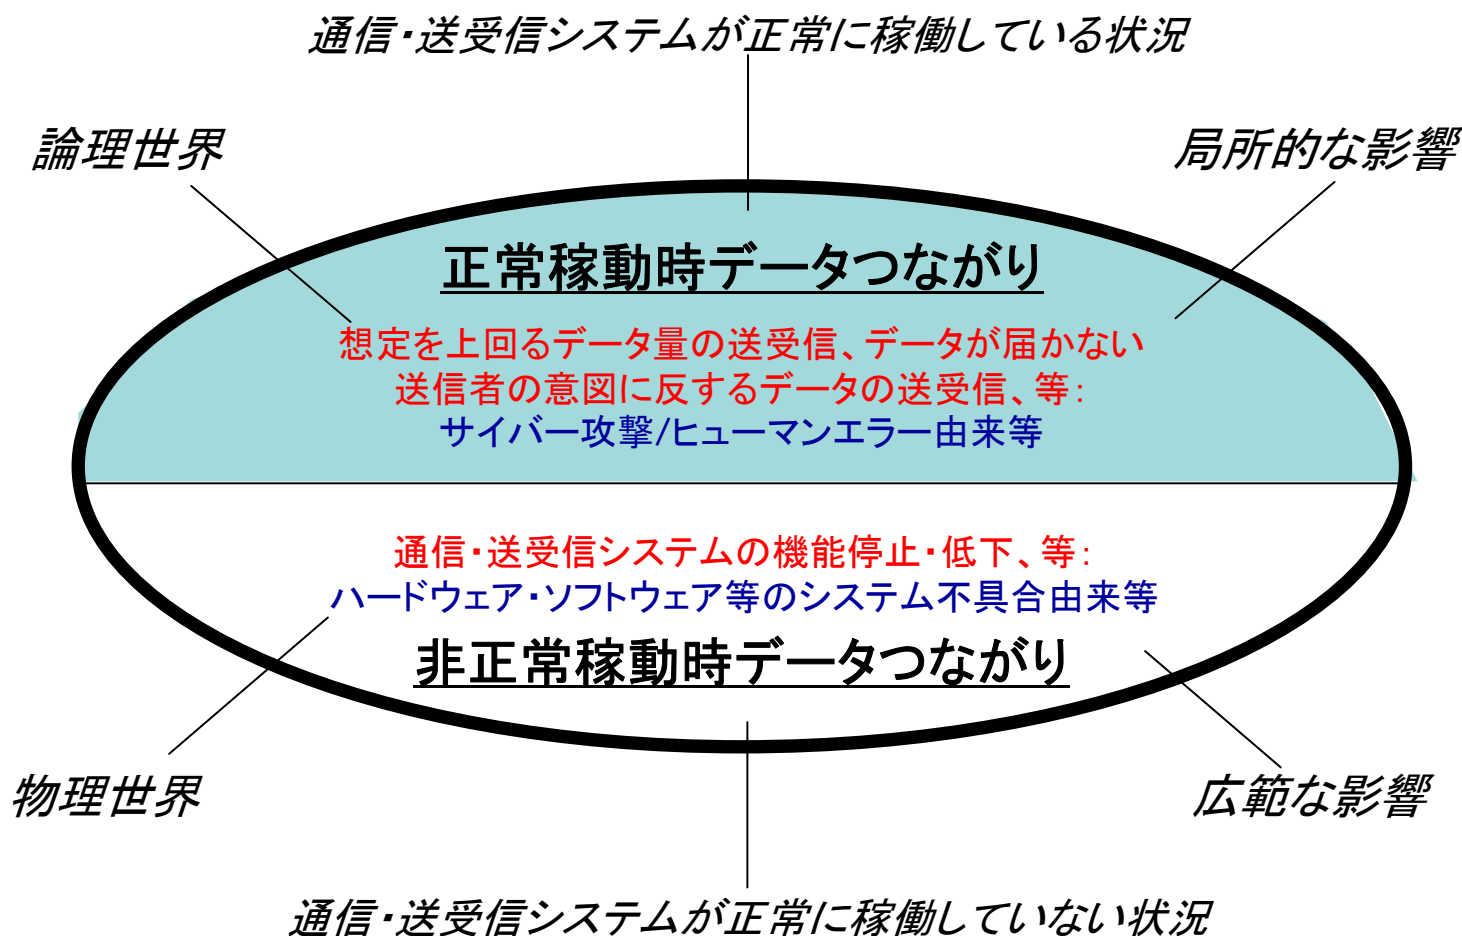 通信・送受信システムが正常に稼働している状況
論理世界
局所的な影響
正常稼動時データつながり
想定を上回るデータ量の送受信、データが届かない
送信者の意図に反するデータの送受信、等：
サイバー攻撃/ヒューマンエラー由来等
通信・送受信システムの機能停止・低下、等：
ハードウェア・ソフトウェア等のシステム不具合由来等
非正常稼動時データつながり
物理世界
広範な影響
通信・送受信システムが正常に稼働していない状況